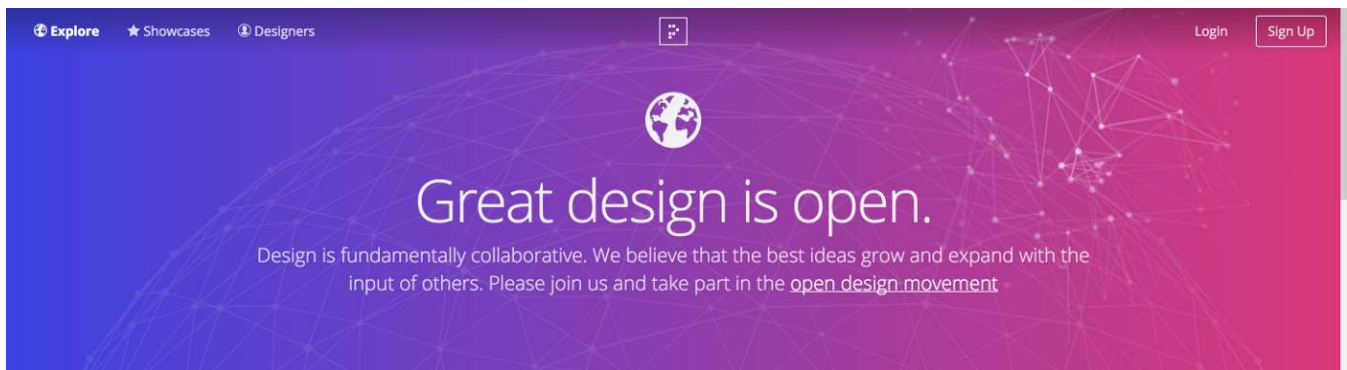 Explore Showcases Designers Login Sign Up
Great design is open.
Design is fundamentally collaborative. We believe that the best ideas grow and expand with the
input of others. Please join us and take part in the open design movement